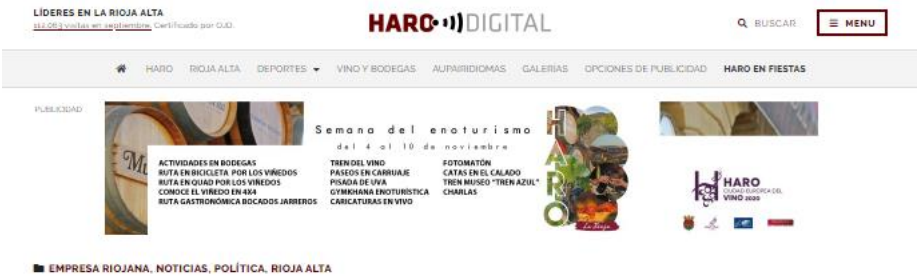 LÍDERES EN LA RIOJA ALTA
112.063 visitas en septiembre. Certificado por OJD.
HARO DIGITAL
BUSCAR
MENU
HARO RIOJA ALTA DEPORTES VINO Y BODEGAS AUPAIRIDIOMAS GALERIAS OPCIONES DE PUBLICIDAD HARO EN FIESTAS
PUBLICIDAD
Semana del enoturismo
del 4 al 10 de noviembre
ACTIVIDADES EN BODEGAS
RUTA EN BICICLETA POR LOS VIÑEDOS
RUTA EN QUAD POR LOS VIÑEDOS
CONOCE EL VIÑEDO EN 4X4
RUTA GASTRONÓMICA BOCADOS JARREROS
TREN DEL VINO
PASEOS EN CARRUAJE
PISADA DE UVA
GYMKHANA ENOTURÍSTICA
CARICATURAS EN VIVO
FOTOMATÓN
CATAS EN EL CALADO
TREN MUSEO "TREN AZUL"
CHARLAS
HARO
La Rioja
HARO
CIUDAD EUROPEA DEL
VINO 2020
EMPRESA RIOJANA, NOTICIAS, POLÍTICA, RIOJA ALTA